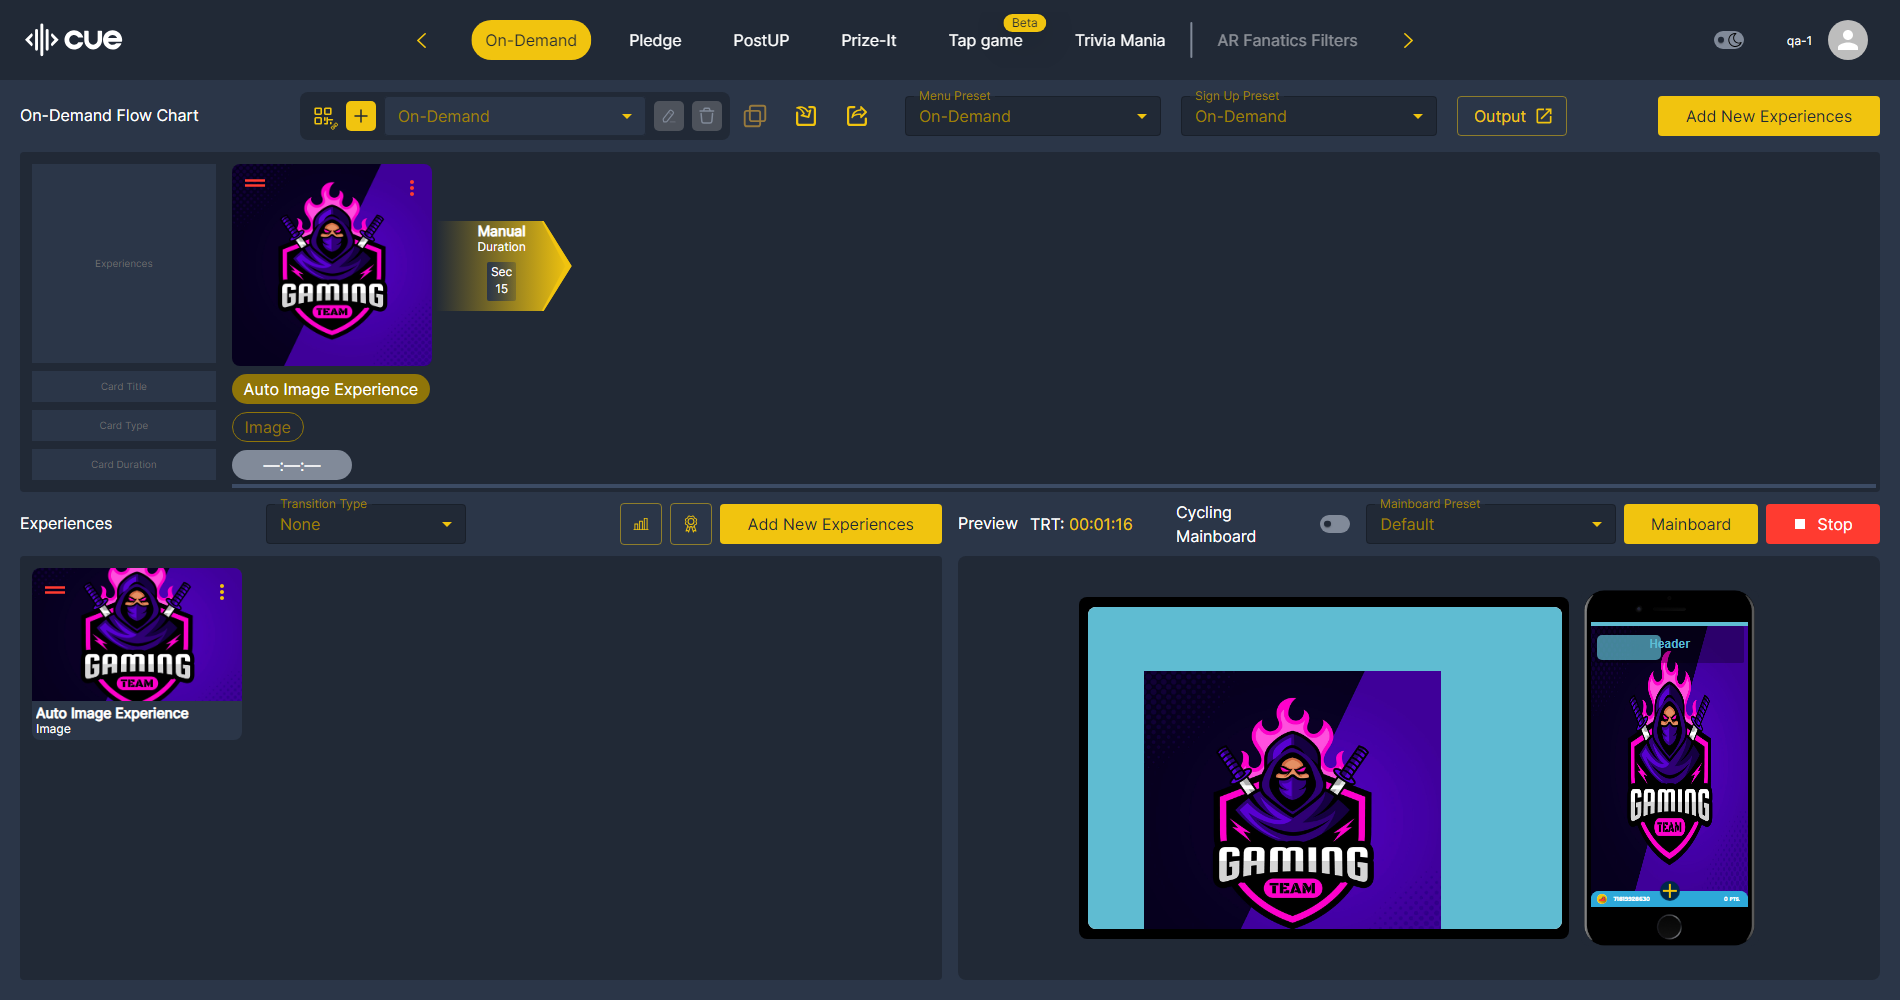 cue
On-Demand
Pledge
PostUP
Prize-It
Beta
Tap game
Trivia Mania
AR Fanatics Filters
qa-1
On-Demand Flow Chart
On-Demand
Menu Preset
On-Demand
Sign Up Preset
On-Demand
Output
Add New Experiences
Experiences
GAMING
TEAM
Manual
Duration
Sec
15
Card Title
Auto Image Experience
Card Type
Image
Card Duration
—:—:—
Experiences
Transition Type
None
Add New Experiences
Preview
TRT: 00:01:16
Cycling
Mainboard
Mainboard Preset
Default
Mainboard
Stop
GAMING
TEAM
Auto Image Experience
Image
GAMING
TEAM
Header
GAMING
TEAM
0 PTS.